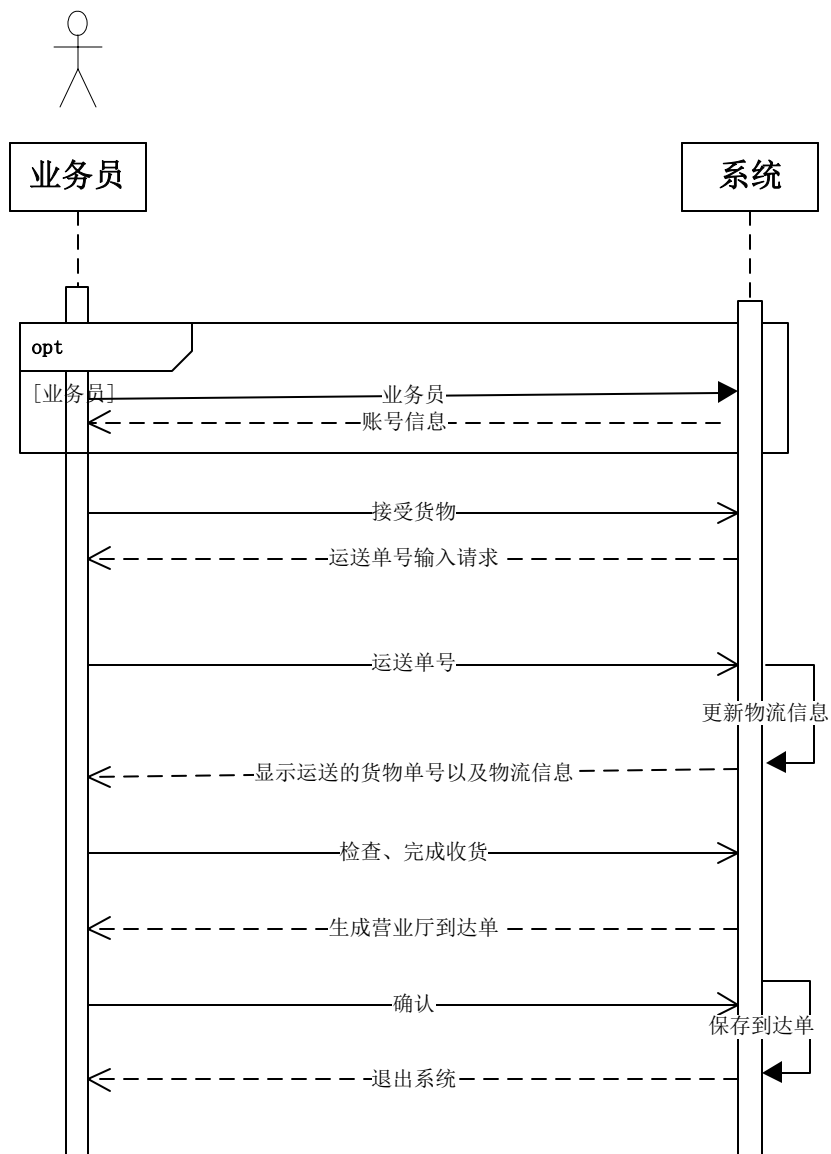 业务员
系统
opt
[业务员]
业务员
账号信息
接受货物
运送单号输入请求
运送单号
更新物流信息
显示运送的货物单号以及物流信息
检查、完成收货
生成营业厅到达单
确认
保存到达单
退出系统